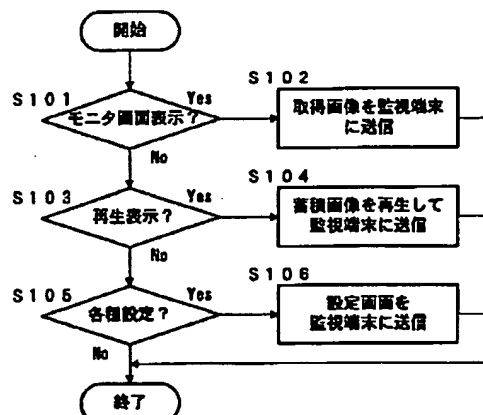 開始
S101
モニタ画面表示?
Yes
No
S102
取得画像を監視端末
に送信
S103
再生表示?
Yes
No
S104
蓄積画像を再生して
監視端末に送信
S105
各種設定?
Yes
No
S106
設定画面を
監視端末に送信
終了